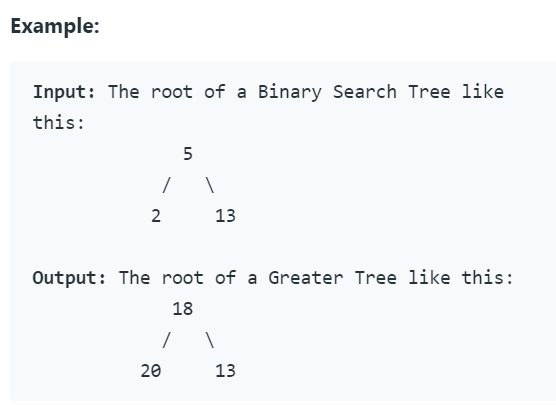 Example:
Input: The root of a Binary Search Tree like
this:
5
/ \
2 13
Output: The root of a Greater Tree like this:
18
/ \
20 13